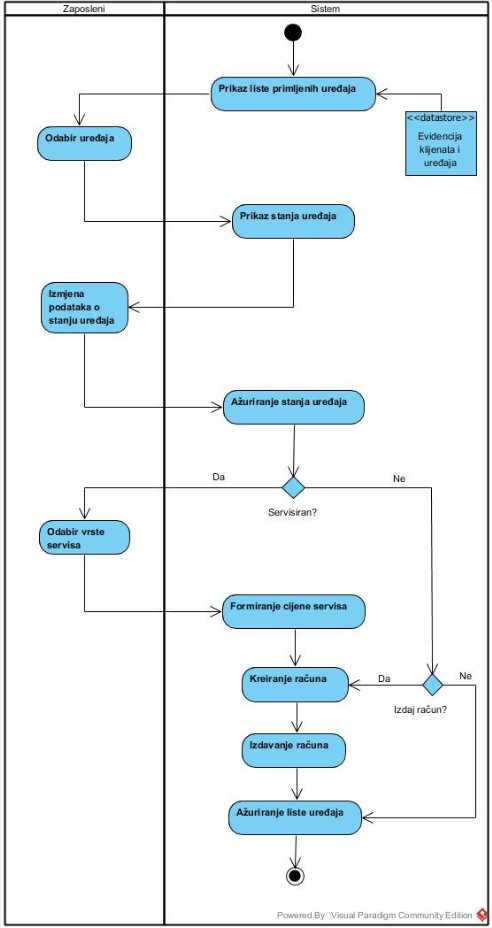 Zaposleni
Sistem
Prikaz liste primljenih uređaja
<<datastore>>
Evidencija
klijenata i
uređaja
Odabir uređaja
Prikaz stanja uređaja
Izmjena
podataka o
stanju uređaja
Ažuriranje stanja uređaja
Da
Ne
Servisiran?
Odabir vrste
servisa
Formiranje cijene servisa
Kreiranje računa
Da
Ne
Izdaj račun?
Izdavanje računa
Ažuriranje liste uređaja
Powered By Visual Paradigm Community Edition